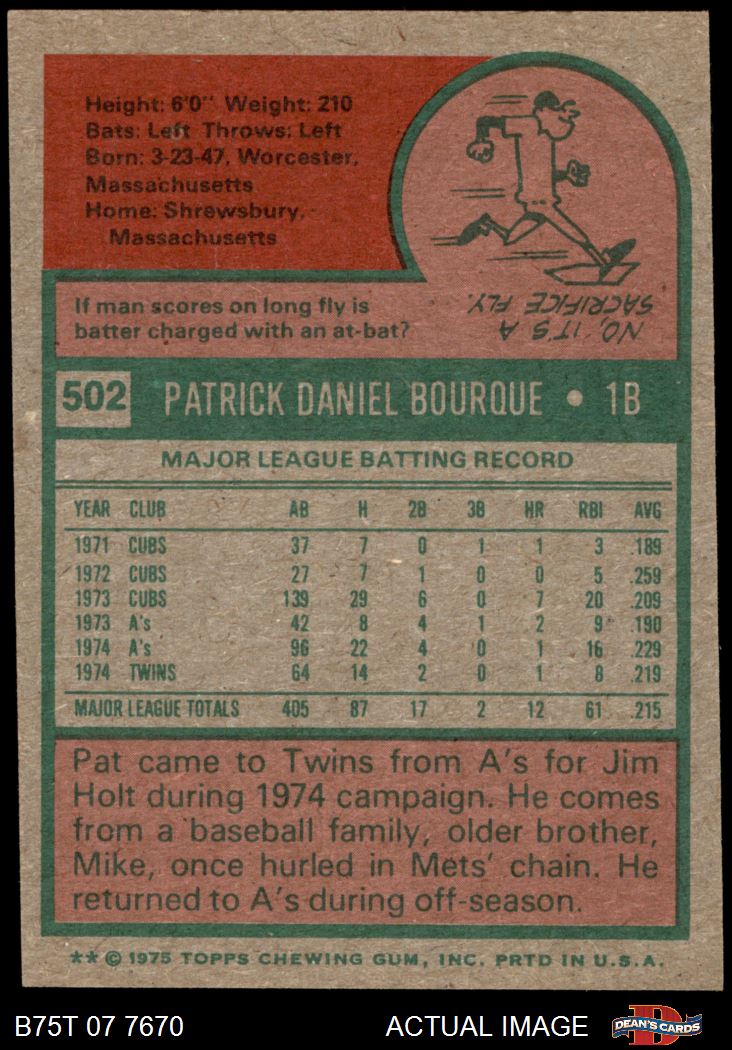 Height: 6'0" Weight: 210
Bats: Left Throws: Left
Born: 3-23-47, Worcester,
Massachusetts
Home: Shrewsbury,
Massachusetts
If man scores on long fly is
batter charged with an at-bat?
NO, IT'S A
SACRIFICE FLY.
502 PATRICK DANIEL BOURQUE • 1B
MAJOR LEAGUE BATTING RECORD
YEAR CLUB AB H 2B 3B HR RBI AVG
1971 CUBS 37 7 0 1 1 3 .189
1972 CUBS 27 7 1 0 0 5 .259
1973 CUBS 139 29 6 0 7 20 .209
1973 A's 42 8 4 1 2 9 .190
1974 A's 96 22 4 0 1 16 .229
1974 TWINS 64 14 2 0 1 8 .219
MAJOR LEAGUE TOTALS 405 87 17 2 12 61 .215
Pat came to Twins from A's for Jim
Holt during 1974 campaign. He comes
from a baseball family, older brother,
Mike, once hurled in Mets' chain. He
returned to A's during off-season.
** © 1975 TOPPS CHEWING GUM, INC. PRTD IN U.S.A.
B75T 07 7670 ACTUAL IMAGE
D
DEAN'S CARDS